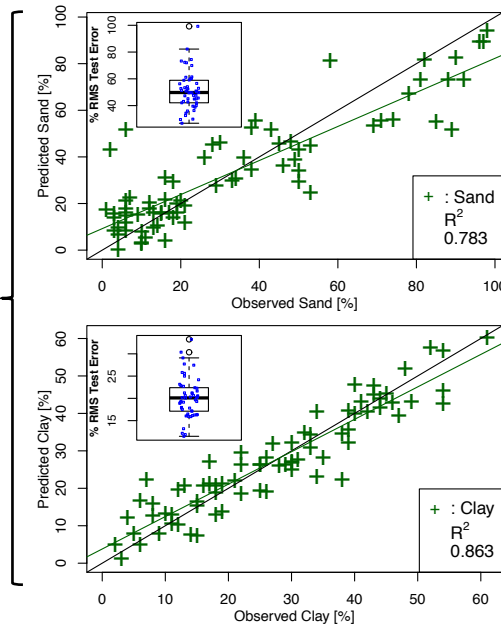 % RMS Test Error
40 60 80 100
Predicted Sand [%]
0 20 40 60 80 100
+ : Sand
R²
0.783
0 20 40 60 80 100
Observed Sand [%]
% RMS Test Error
15 25
Predicted Clay [%]
0 10 20 30 40 50 60
+ : Clay
R²
0.863
0 10 20 30 40 50 60
Observed Clay [%]